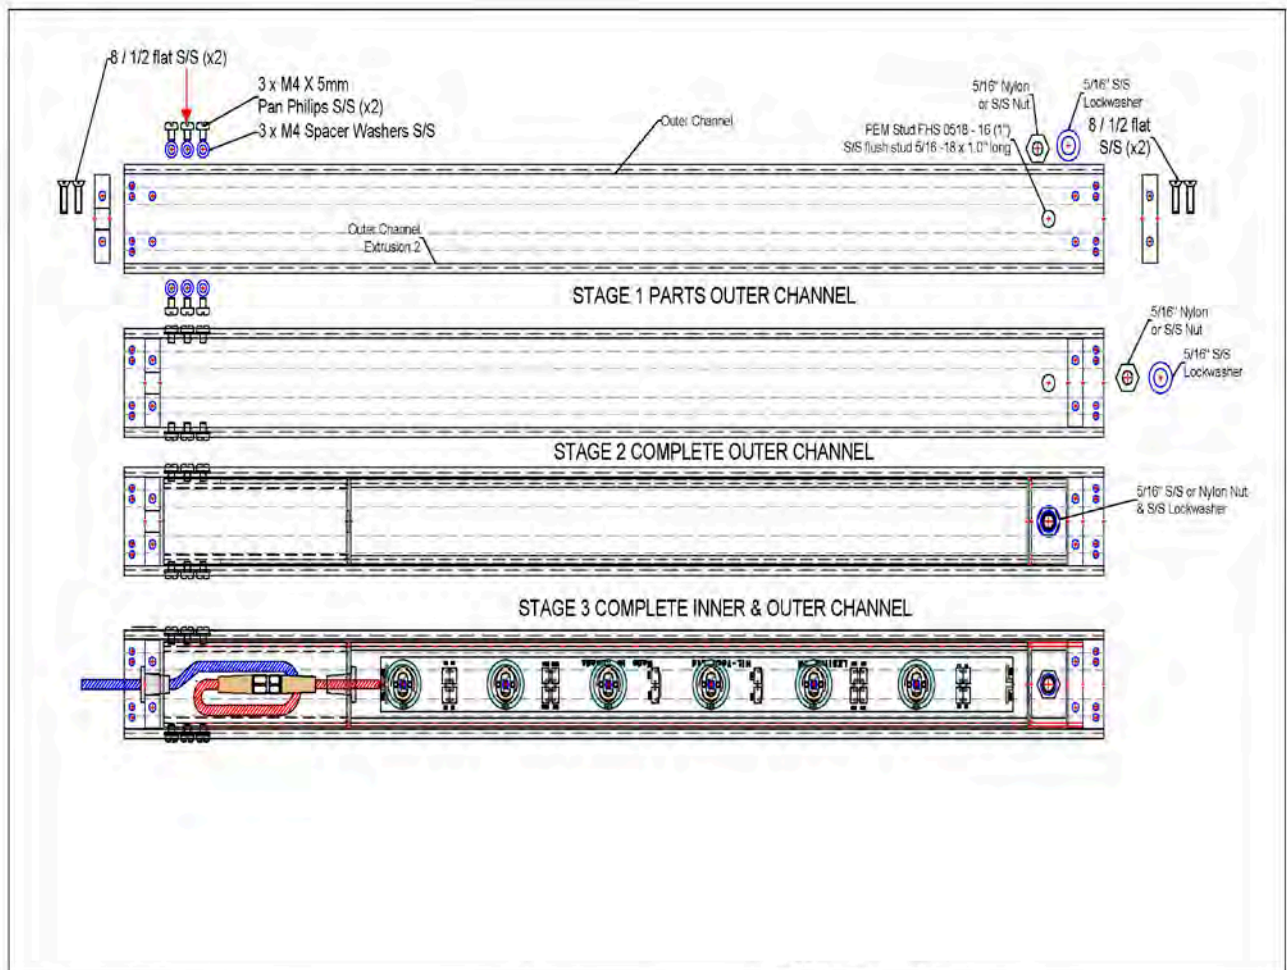 8 / 1/2 flat S/S (x2)
3 x M4 X 5mm
Pan Philips S/S (x2)
3 x M4 Spacer Washers S/S
Outer Channel
5/16" Nylon
or S/S Nut
5/16" S/S
Lockwasher
PEM Stud FHS 0518 - 16 (1")
S/S flush stud 5/16 -18 x 1.0" long
8 / 1/2 flat
S/S (x2)
Outer Channel
Extrusion 2
STAGE 1 PARTS OUTER CHANNEL
5/16" Nylon
or S/S Nut
5/16" S/S
Lockwasher
STAGE 2 COMPLETE OUTER CHANNEL
5/16" S/S or Nylon Nut
& S/S Lockwasher
STAGE 3 COMPLETE INNER & OUTER CHANNEL